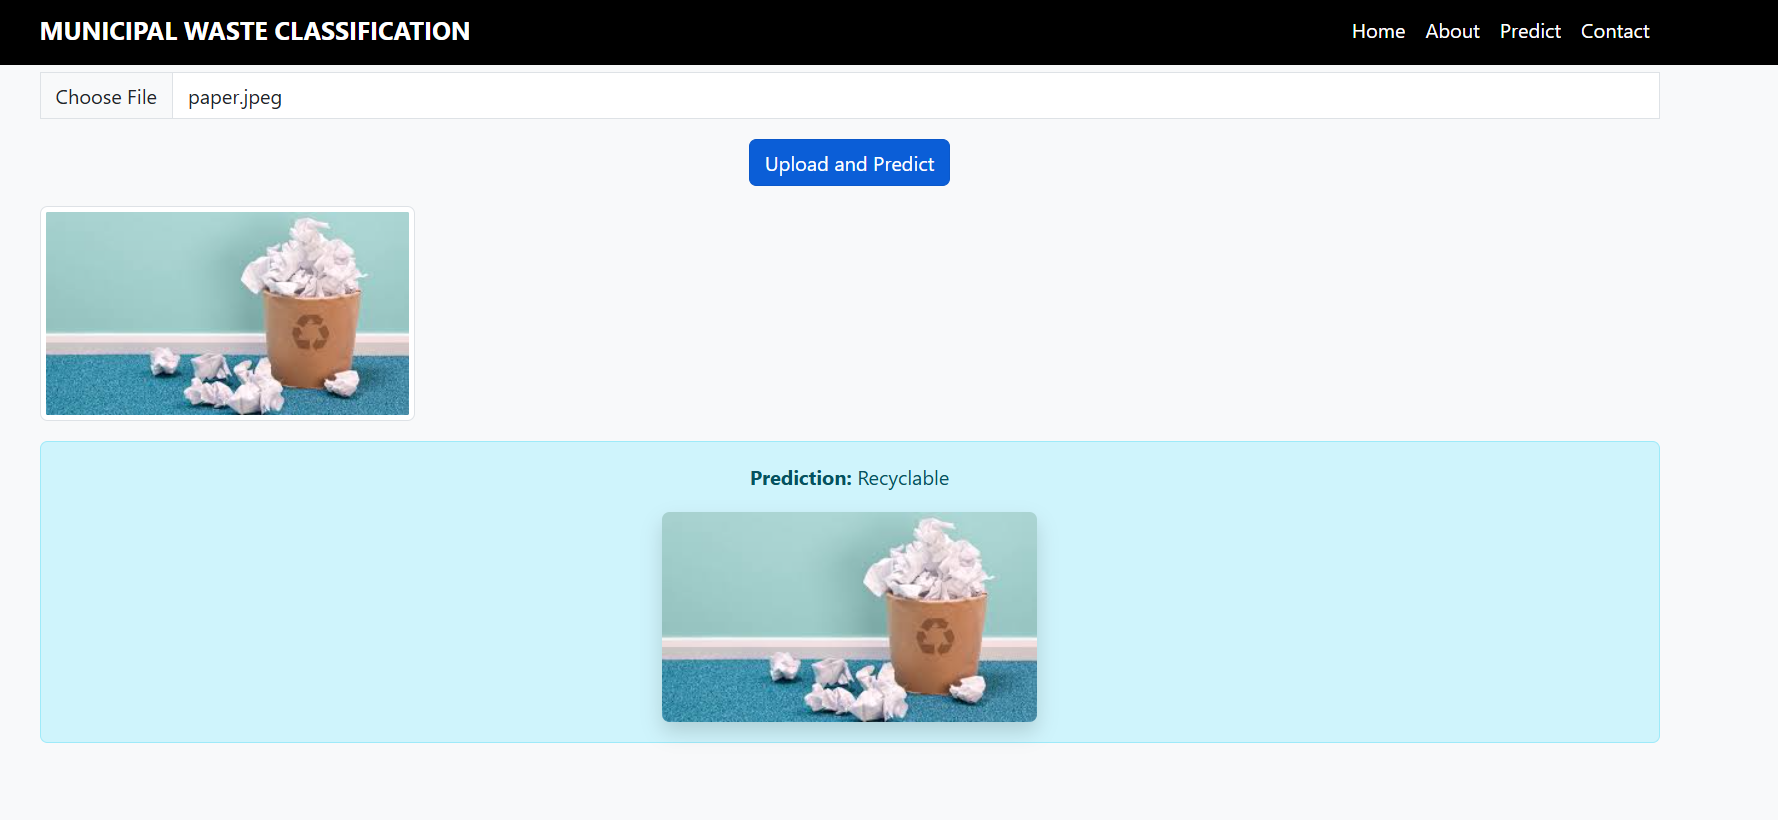 MUNICIPAL WASTE CLASSIFICATION
Home About Predict Contact
Choose File paper.jpeg
Upload and Predict
Prediction: Recyclable